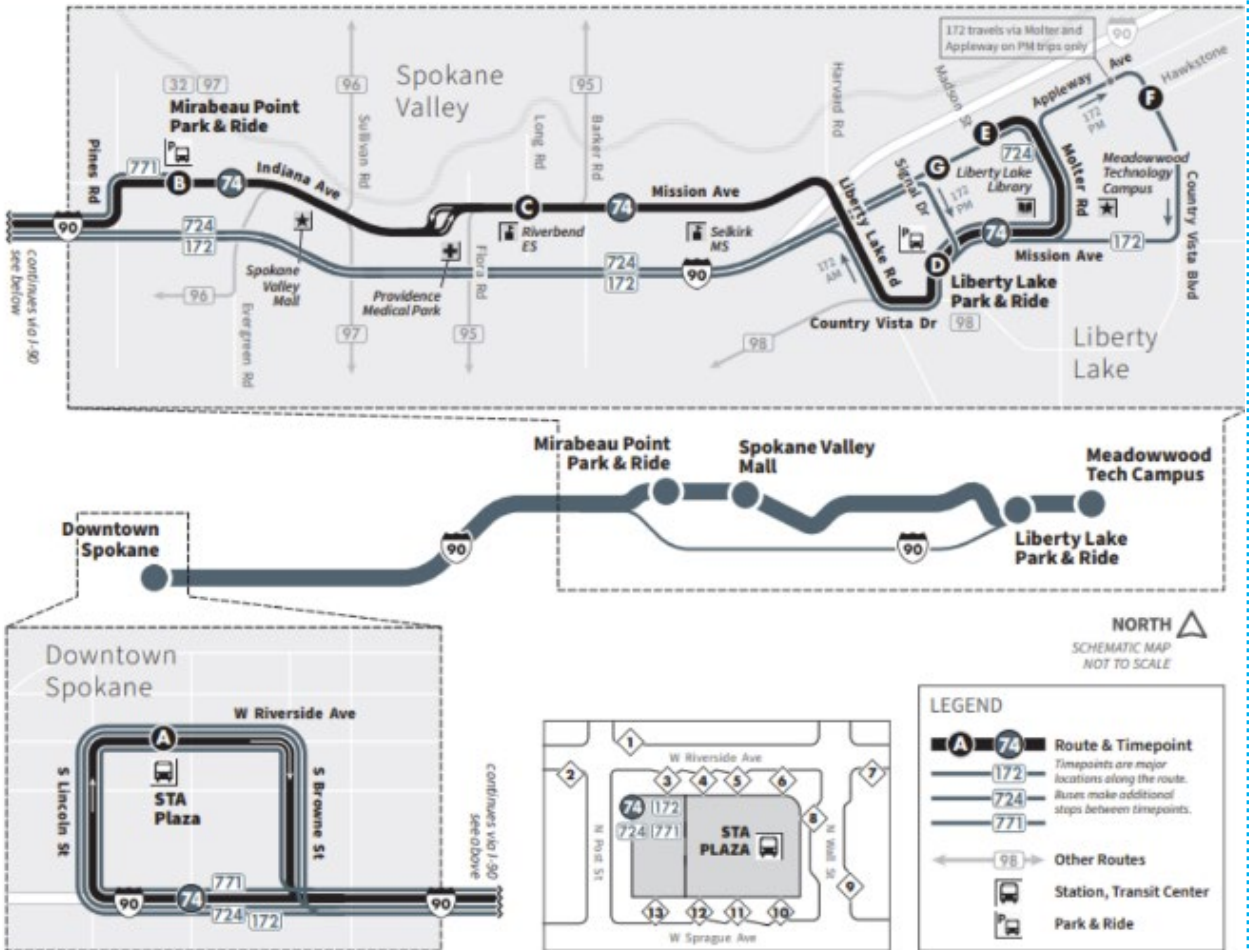 172 travels via Molter and
Appleway on PM trips only
90
Hawkstone
Appleway Ave
F
Madson St
172 PM
E
724
Liberty Lake
Library
Molter Rd
Meadowwood
Technology
Campus
Country Vista Blvd
G
Signal Dr
172 PM
P
74
172
Mission Ave
D
Liberty Lake
Park & Ride
Spokane
Valley
32 97
Mirabeau Point
Park & Ride
P
96
Sullivan Rd
95
Long Rd
Barker Rd
Harvard Rd
Pines Rd
771
B
74
Indiana Ave
C
74
Mission Ave
Riverbend
ES
Selkirk
MS
90
724
172
Spokane
Valley
Mall
Providence
Medical Park
Flora Rd
724
172
90
172 AM
Liberty Lake Rd
Country Vista Dr
98
98
96
Evergreen Rd
97
95
Liberty
Lake
continues via I-90
see below
Mirabeau Point
Park & Ride
Spokane Valley
Mall
Meadowwood
Tech Campus
Downtown
Spokane
90
90
Liberty Lake
Park & Ride
NORTH
SCHEMATIC MAP
NOT TO SCALE
Downtown
Spokane
W Riverside Ave
A
STA
Plaza
S Lincoln St
S Browne St
continues via I-90
see above
90
74
771
724 172
90
1
2
W Riverside Ave
3 4 5 6
7
74 172
724 771
STA
PLAZA
8
N Post St
N Wall St
9
13 12 11 10
W Sprague Ave
LEGEND
A 74 Route & Timepoint
172
724
771
Timepoints are major
locations along the route.
Buses make additional
stops between timepoints.
98 Other Routes
Station, Transit Center
P Park & Ride